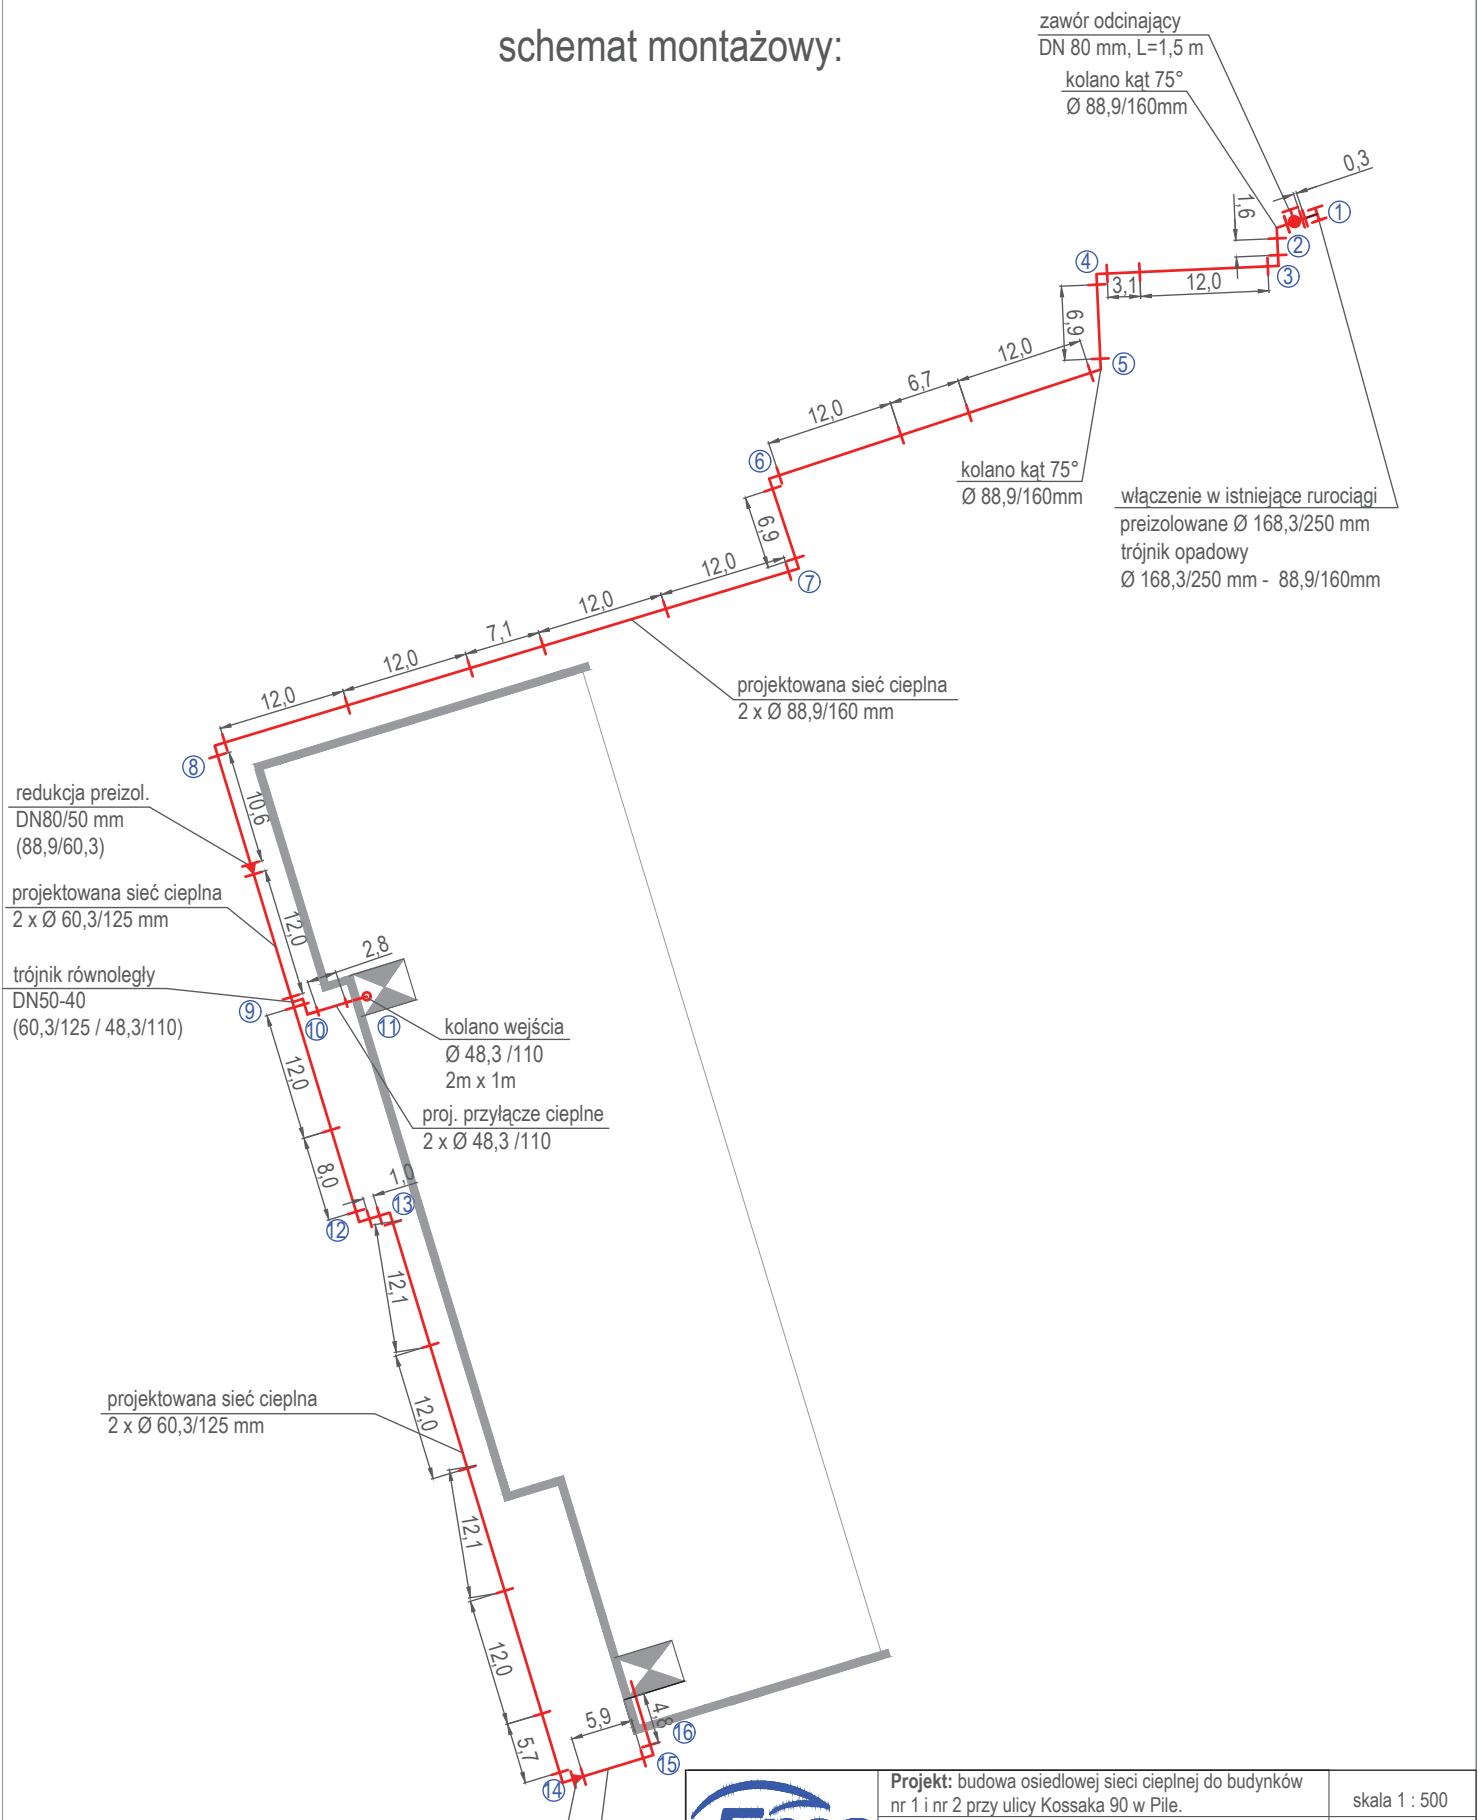 schemat montażowy:
zawór odcinający
DN 80 mm, L=1,5 m
kolano kąt 75°
Ø 88,9/160mm
0,3
1,6
①
②
③
④
3,1
12,0
6,9
⑤
12,0
6,7
12,0
⑥
kolano kąt 75°
Ø 88,9/160mm
włączenie w istniejące rurociągi
preizolowane Ø 168,3/250 mm
trójnik opadowy
Ø 168,3/250 mm - 88,9/160mm
6,9
⑦
12,0
12,0
7,1
12,0
12,0
projektowana sieć cieplna
2 x Ø 88,9/160 mm
⑧
redukcja preizol.
DN80/50 mm
(88,9/60,3)
10,6
projektowana sieć cieplna
2 x Ø 60,3/125 mm
12,0
2,8
trójnik równoległy
DN50-40
(60,3/125 / 48,3/110)
⑨
⑩
⑪
kolano wejścia
Ø 48,3 /110
2m x 1m
12,0
proj. przyłącze cieplne
2 x Ø 48,3 /110
8,0
1,0
⑫
⑬
12,1
12,0
projektowana sieć cieplna
2 x Ø 60,3/125 mm
12,1
12,0
5,7
5,9
4,8
⑯
⑮
⑭
Projekt: budowa osiedlowej sieci cieplnej do budynków
nr 1 i nr 2 przy ulicy Kossaka 90 w Pile.
skala 1 : 500